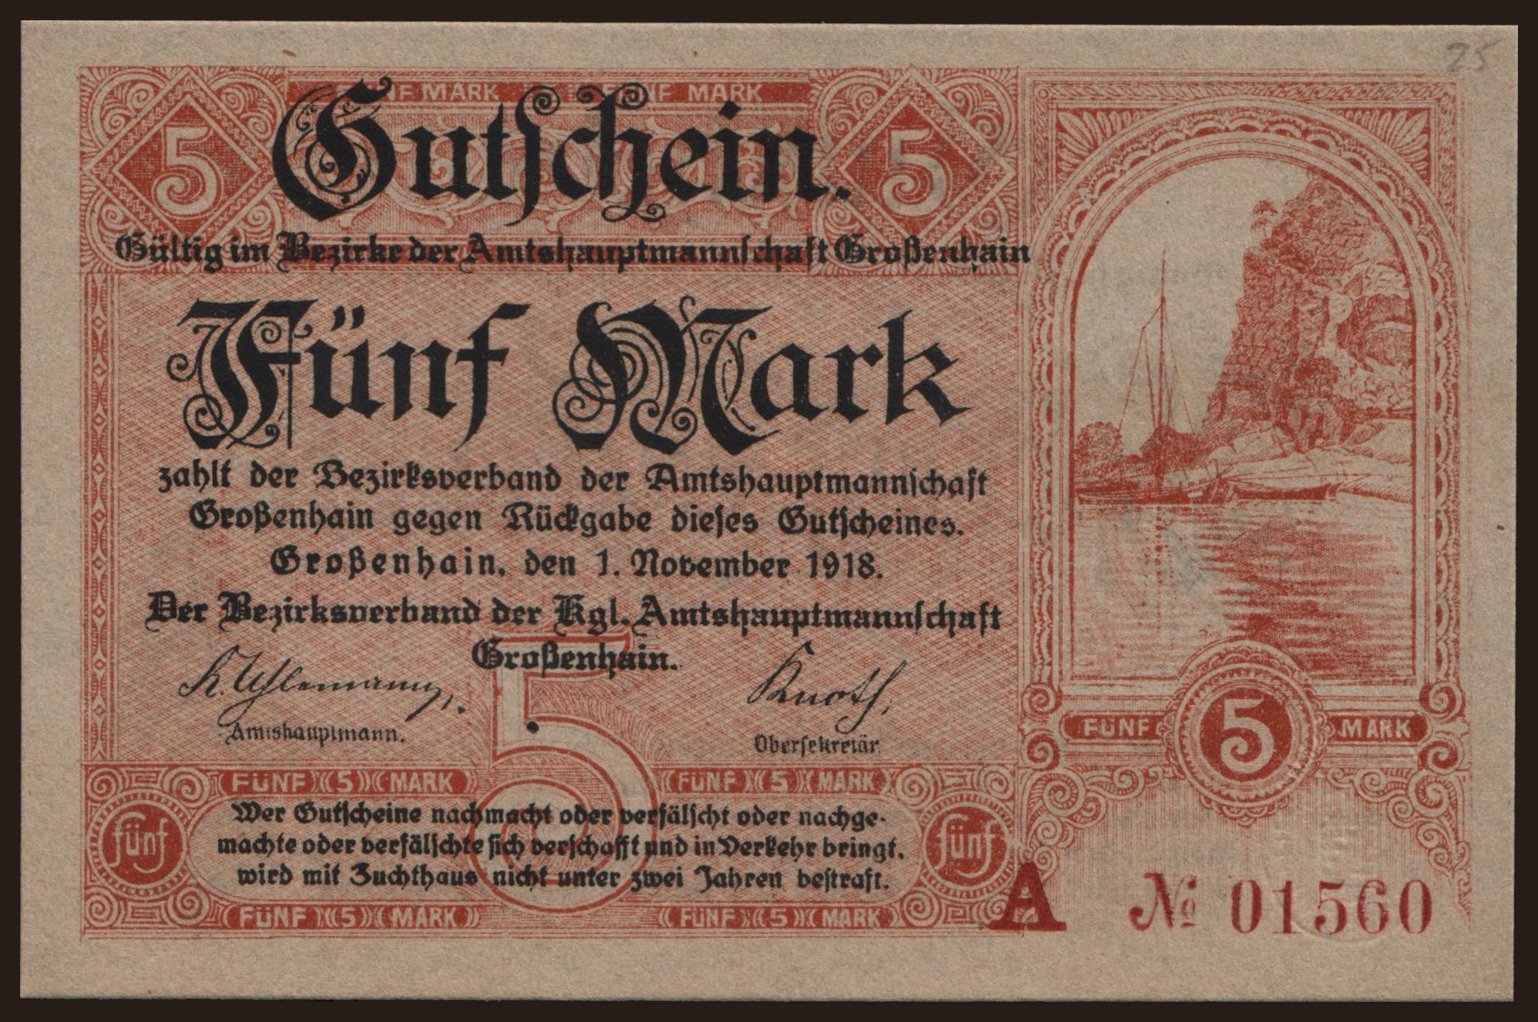 25
FÜNF MARK
5 Gutschein. 5
Gültig im Bezirke der Amtshauptmannschaft Großenhain
Fünf Mark
zahlt der Bezirksverband der Amtshauptmannschaft
Großenhain gegen Rückgabe dieses Gutscheines.
Großenhain, den 1. November 1918.
Der Bezirksverband der Kgl. Amtshauptmannschaft
Großenhain.
Knoth.
Amtshauptmann. Obersekretär
5
FÜNF 5 MARK
FÜNF (5) MARK FÜNF (5) MARK
Wer Gutscheine nachmacht oder verfälscht oder nachge-
machte oder verfälschte sich verschafft und in Verkehr bringt,
wird mit Zuchthaus nicht unter zwei Jahren bestraft.
fünf fünf
FÜNF (5) MARK FÜNF (5) MARK
A № 01560